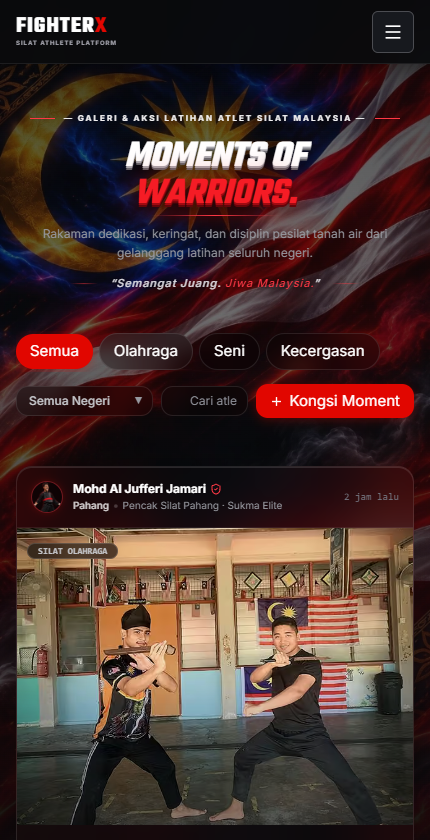 FIGHTERX
SILAT ATHLETE PLATFORM
— GALERI & AKSI LATIHAN ATLET SILAT MALAYSIA —
MOMENTS OF
WARRIORS.
Rakaman dedikasi, keringat, dan disiplin pesilat tanah air dari
gelanggang latihan seluruh negeri.
"Semangat Juang. Jiwa Malaysia."
Semua Olahraga Seni Kecergasan
Semua Negeri ▼ Cari atle + Kongsi Moment
Mohd Al Jufferi Jamari
2 jam lalu
Pahang • Pencak Silat Pahang · Sukma Elite
SILAT OLAHRAGA